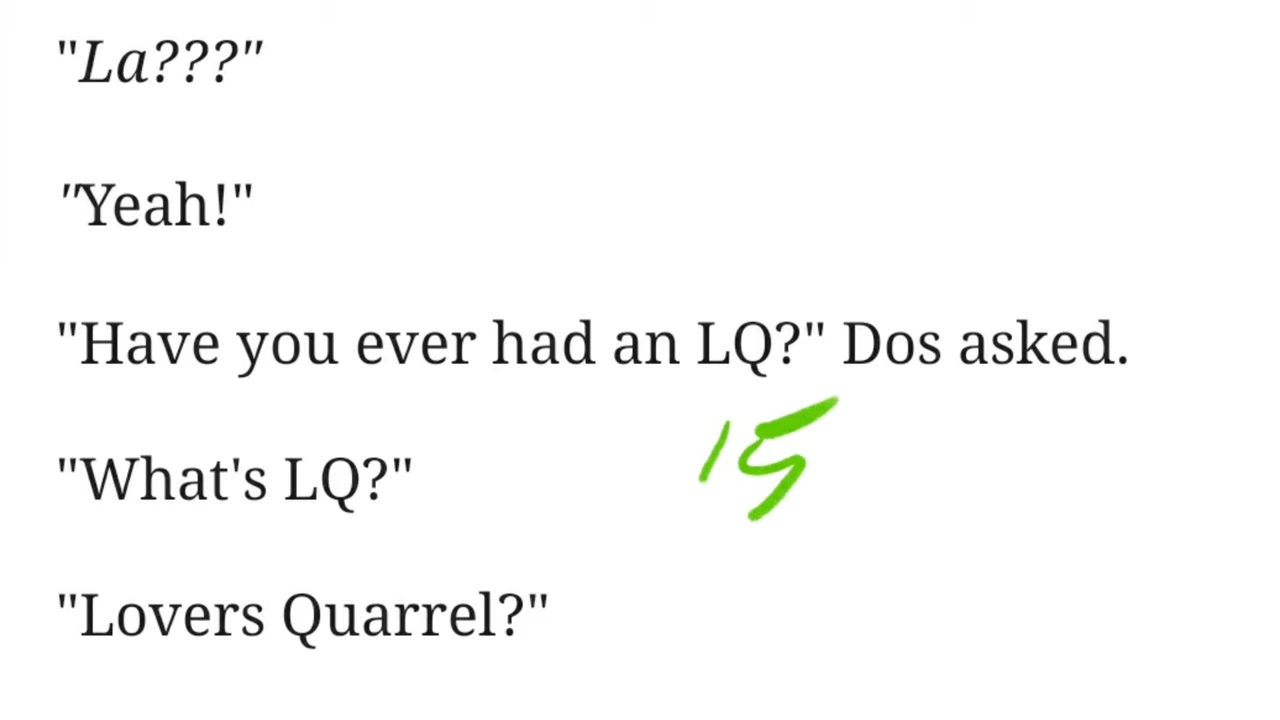 "La???"
"Yeah!"
"Have you ever had an LQ?" Dos asked.
15
"What's LQ?"
"Lovers Quarrel?"